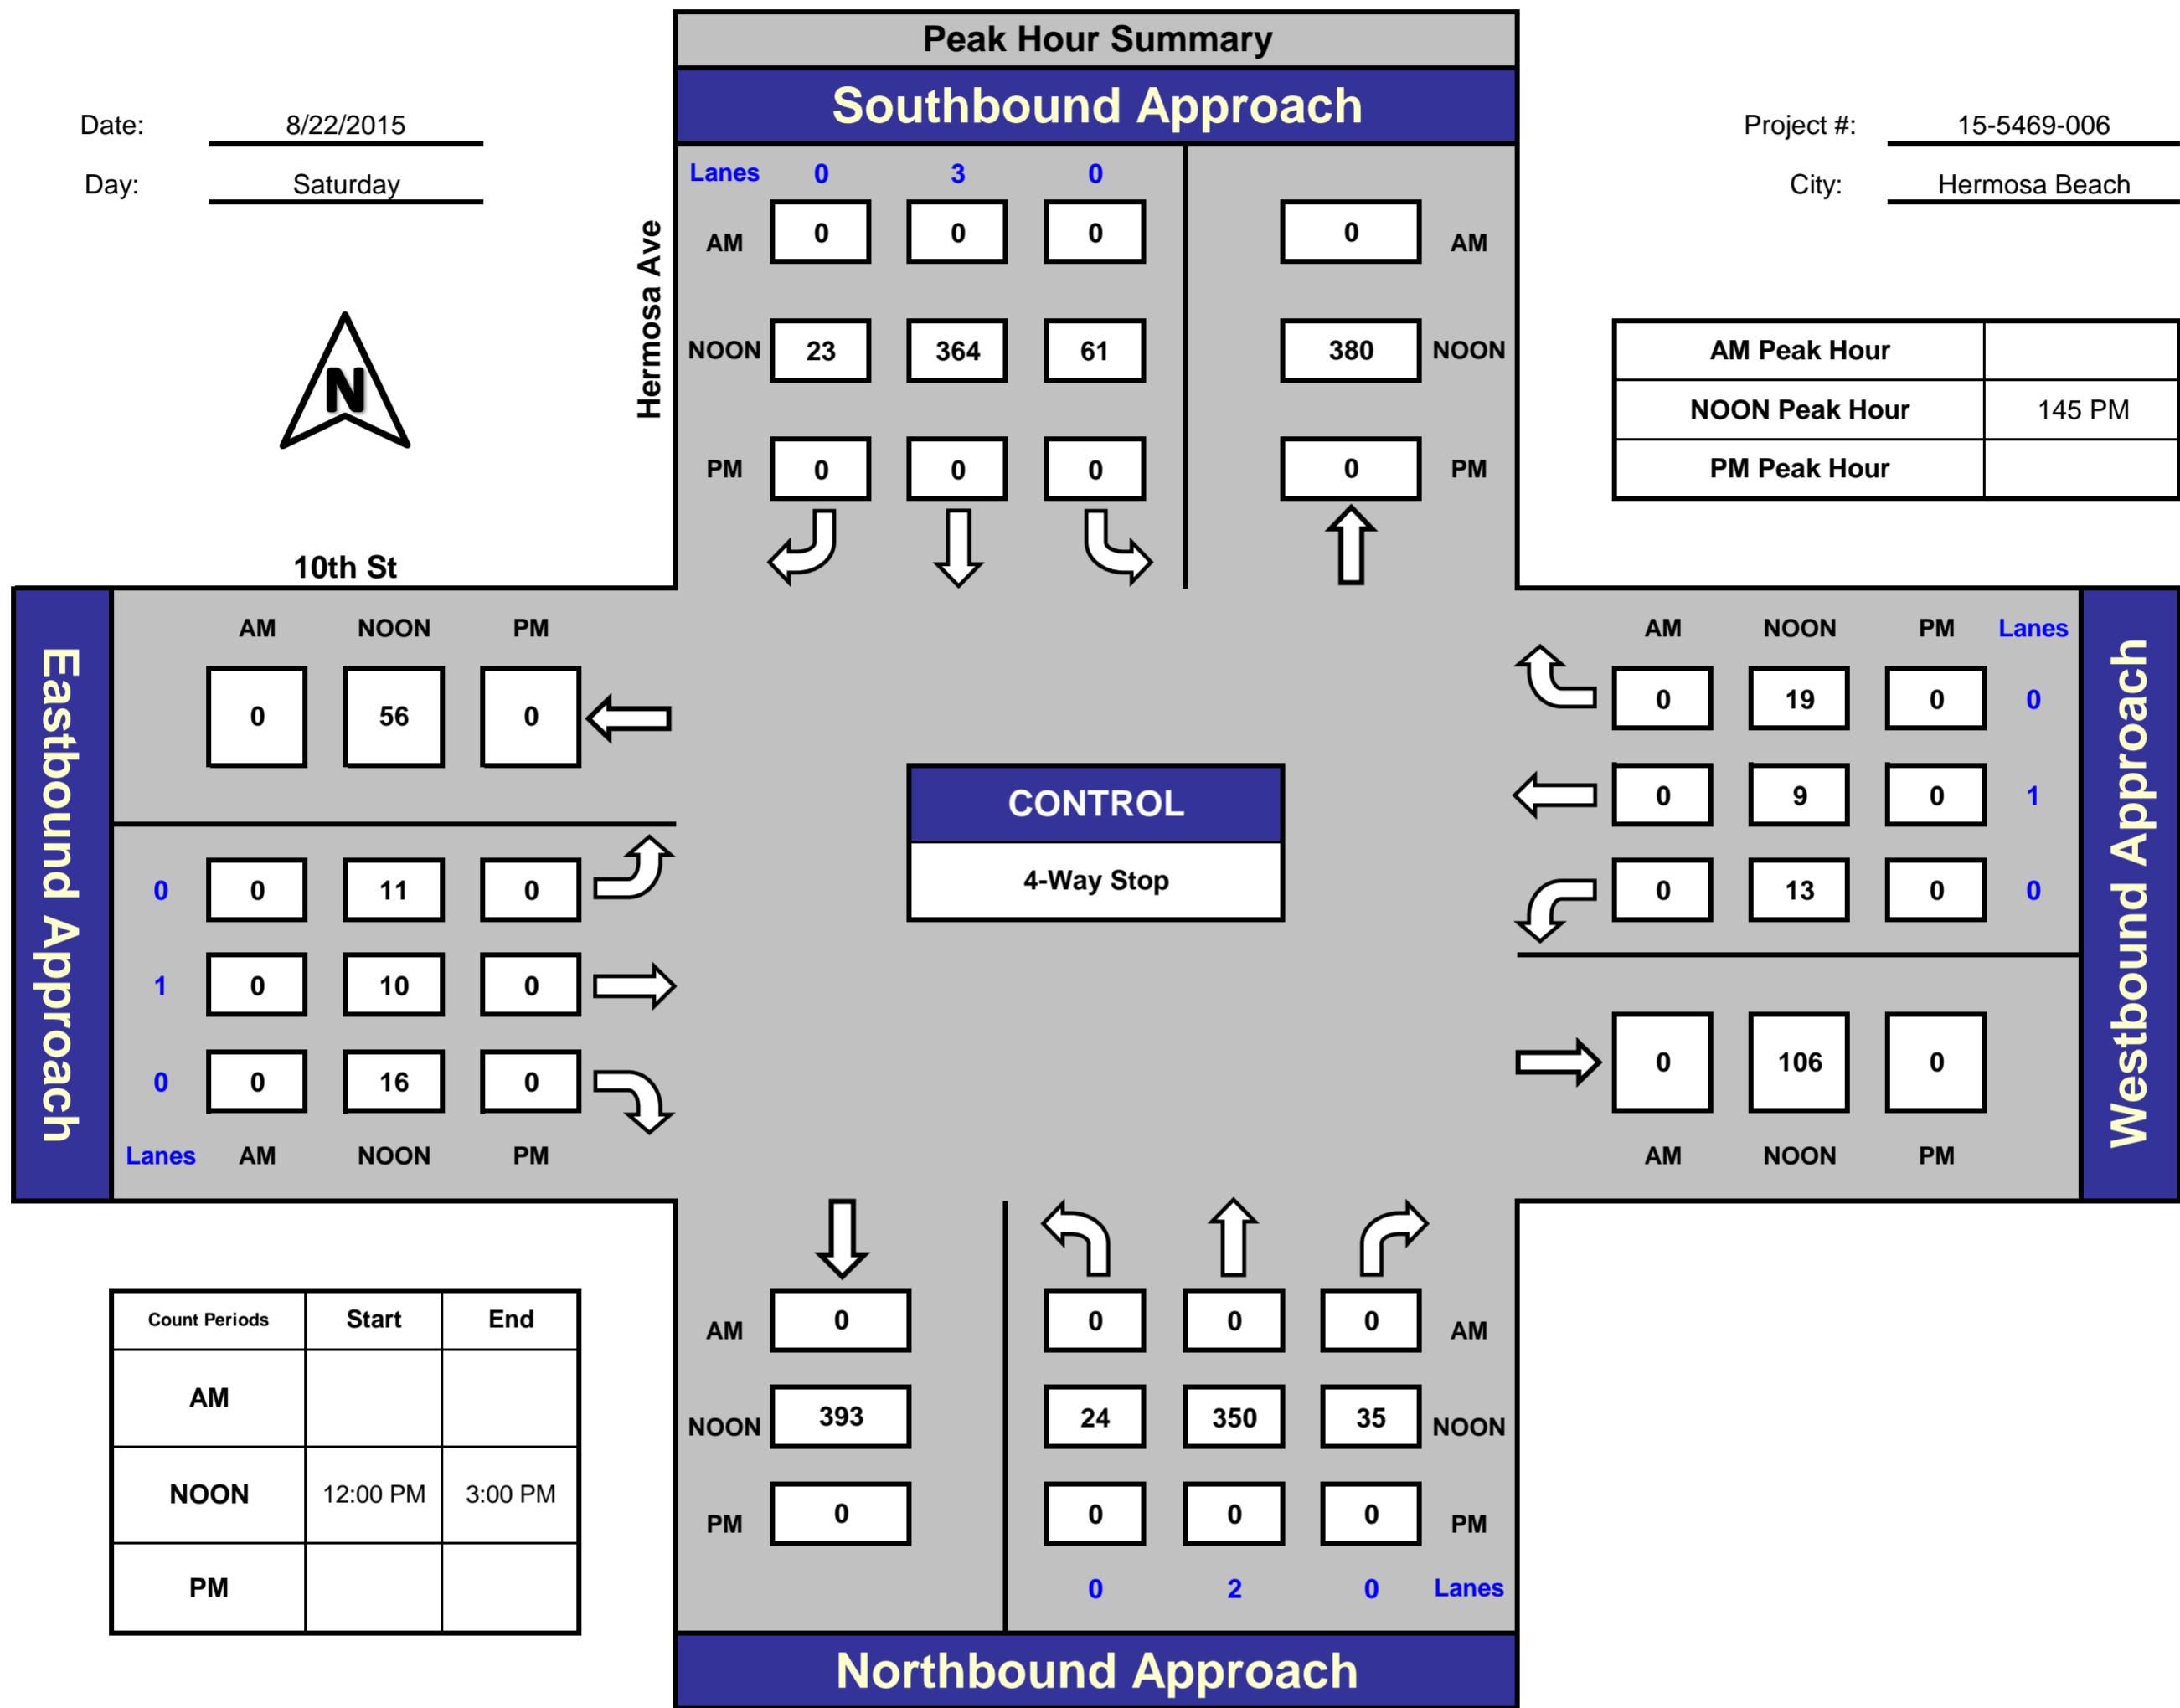 Peak Hour Summary
Southbound Approach
Date: 8/22/2015
Project #: 15-5469-006
Day: Saturday
City: Hermosa Beach
Hermosa Ave
Lanes 0 3 0
AM 0 0 0 0 AM
NOON 23 364 61 380 NOON
PM 0 0 0 0 PM
N
AM Peak Hour
NOON Peak Hour 145 PM
PM Peak Hour
10th St
Eastbound Approach
AM NOON PM
0 56 0
0 0 11 0
1 0 10 0
0 0 16 0
Lanes AM NOON PM
CONTROL
4-Way Stop
AM NOON PM Lanes
0 19 0 0
0 9 0 1
0 13 0 0
0 106 0
AM NOON PM
Westbound Approach
Count Periods Start End
AM
NOON 12:00 PM 3:00 PM
PM
AM 0 0 0 0 AM
NOON 393 24 350 35 NOON
PM 0 0 0 0 PM
0 2 0 Lanes
Northbound Approach